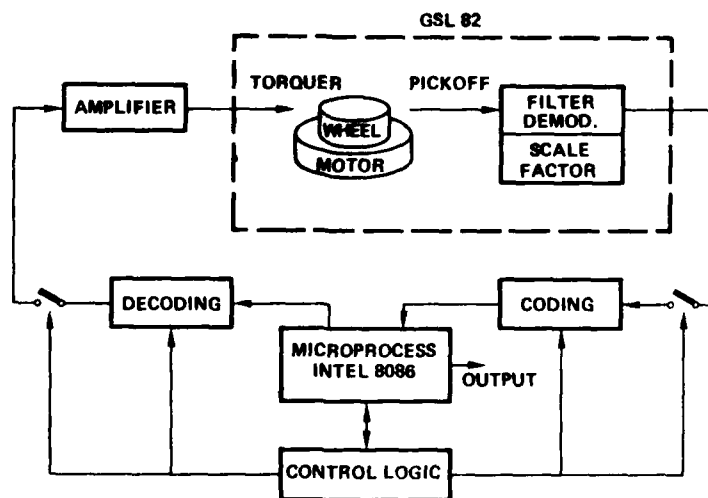 GSL 82
TORQUER
PICKOFF
AMPLIFIER
FILTER
DEMOD.
SCALE
FACTOR
WHEEL
MOTOR
DECODING
CODING
MICROPROCESS
INTEL 8086
OUTPUT
CONTROL LOGIC